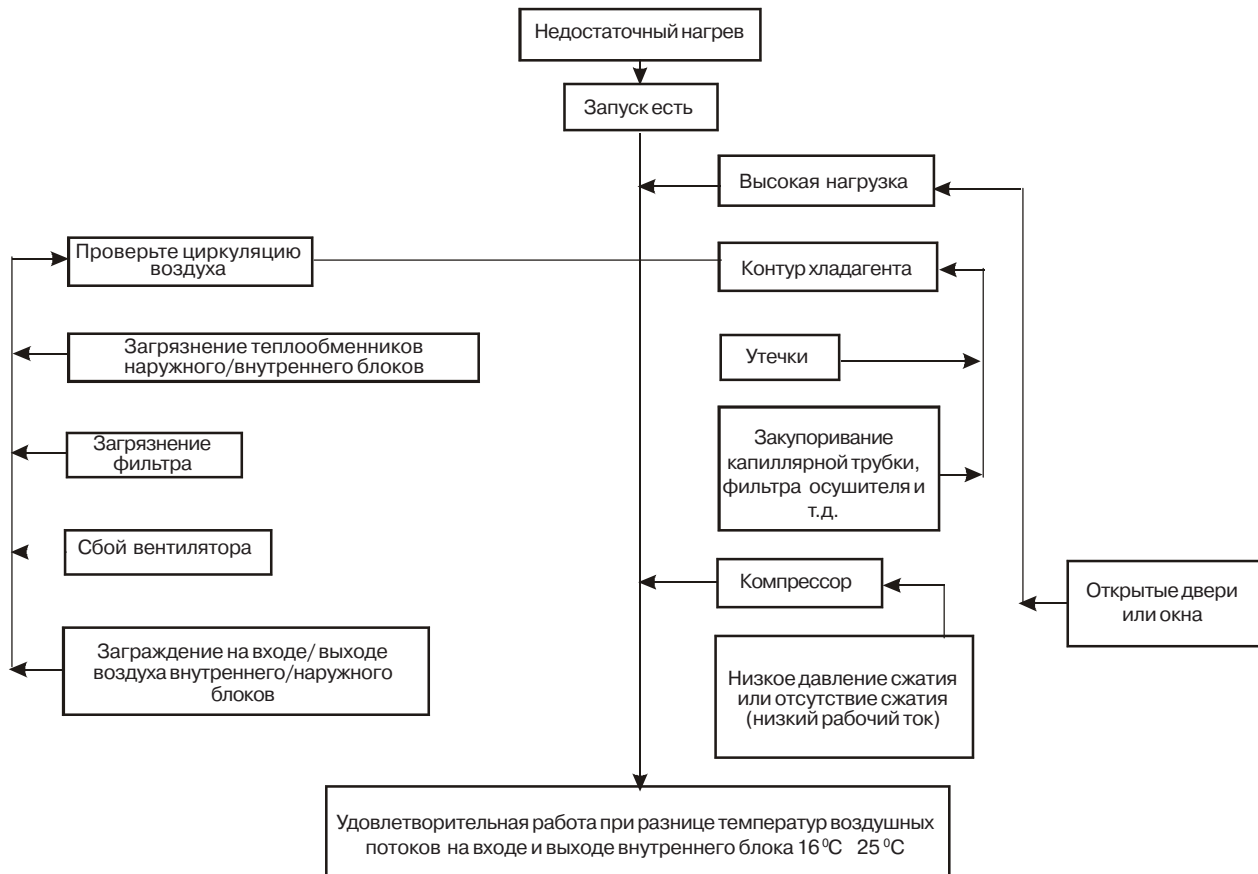 Недостаточный нагрев
Запуск есть
Высокая нагрузка
Проверьте циркуляцию
воздуха
Контур хладагента
Загрязнение теплообменников
наружного/внутреннего блоков
Утечки
Загрязнение
фильтра
Закупоривание
капиллярной трубки,
фильтра осушителя и
т.д.
Сбой вентилятора
Компрессор
Открытые двери
или окна
Заграждение на входе/ выходе
воздуха внутреннего/наружного
блоков
Низкое давление сжатия
или отсутствие сжатия
(низкий рабочий ток)
Удовлетворительная работа при разнице температур воздушных
потоков на входе и выходе внутреннего блока 16 ⁰С 25 ⁰С